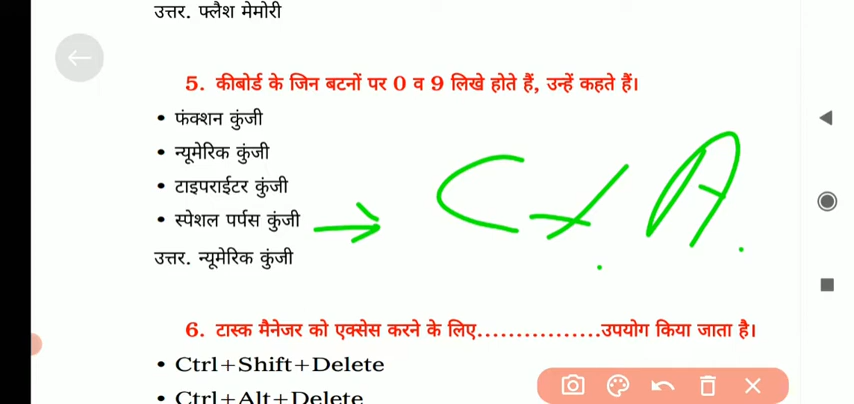 उत्तर. फ्लैश मेमोरी
5. कीबोर्ड के जिन बटनों पर 0 व 9 लिखे होते हैं, उन्हें कहते हैं।
• फंक्शन कुंजी
• न्यूमेरिक कुंजी
• टाइपराईटर कुंजी
• स्पेशल पर्पस कुंजी
उत्तर. न्यूमेरिक कुंजी
6. टास्क मैनेजर को एक्सेस करने के लिए................उपयोग किया जाता है।
• Ctrl+Shift+Delete
• Ctrl+Alt+Delete